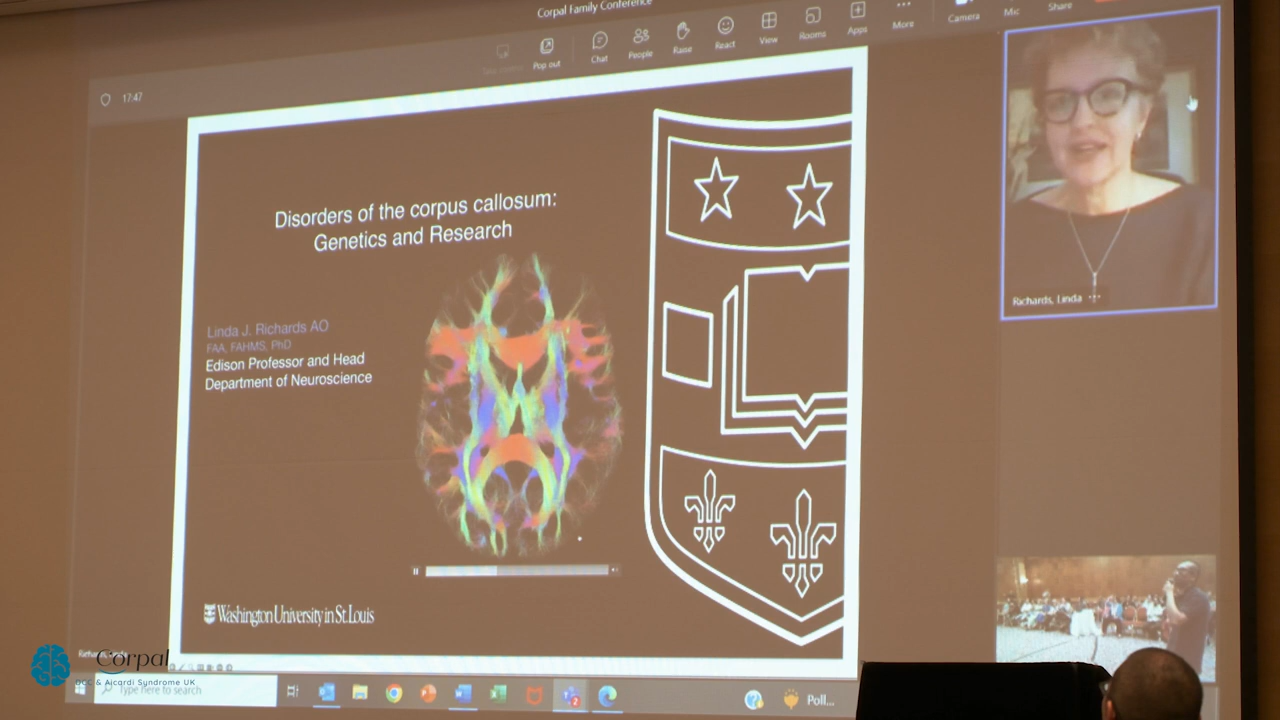 Corpal Family Conference
Pop out
Chat
People
Raise
React
View
Rooms
Apps
More
Camera
Mic
Share
17:47
Disorders of the corpus callosum:
Genetics and Research
Linda J. Richards AO
FAA, FAHMS, PhD
Edison Professor and Head
Department of Neuroscience
Washington University in St. Louis
Richards, Linda
Corpal
DCC & Aicardi Syndrome UK
Type here to search
Poll...